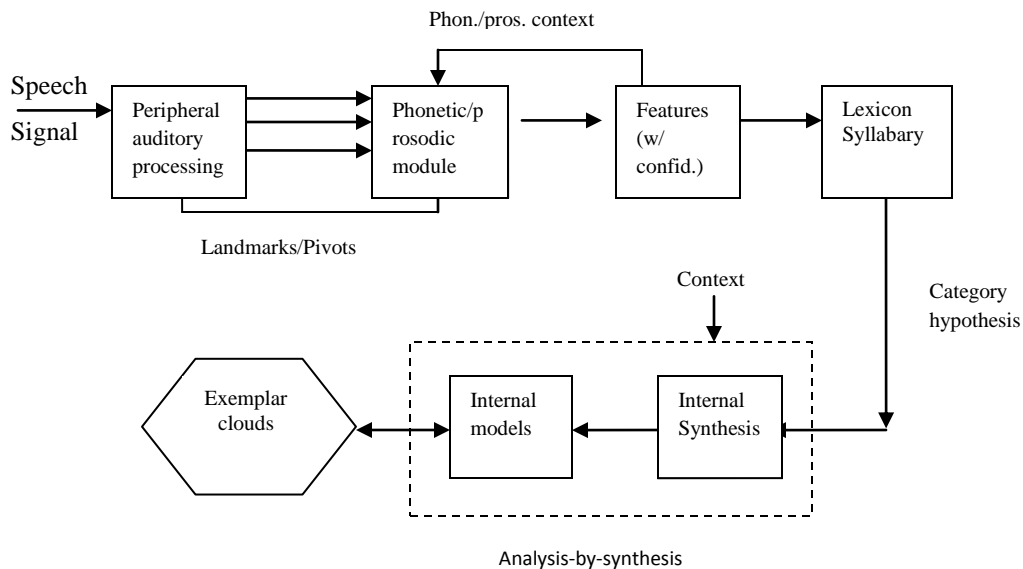 Phon./pros. context
Speech
Signal
Peripheral
auditory
processing
Phonetic/p
rosodic
module
Features
(w/
confid.)
Lexicon
Syllabary
Landmarks/Pivots
Context
Category
hypothesis
Exemplar
clouds
Internal
models
Internal
Synthesis
Analysis-by-synthesis